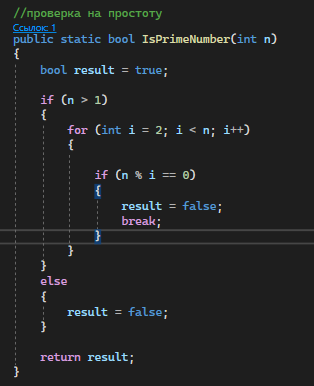 //проверка на простоту
Ссылок: 1
public static bool IsPrimeNumber(int n)
{
    bool result = true;

    if (n > 1)
    {
        for (int i = 2; i < n; i++)
        {

            if (n % i == 0)
            {
                result = false;
                break;
            }
        }
    }
    else
    {
        result = false;
    }

    return result;
}